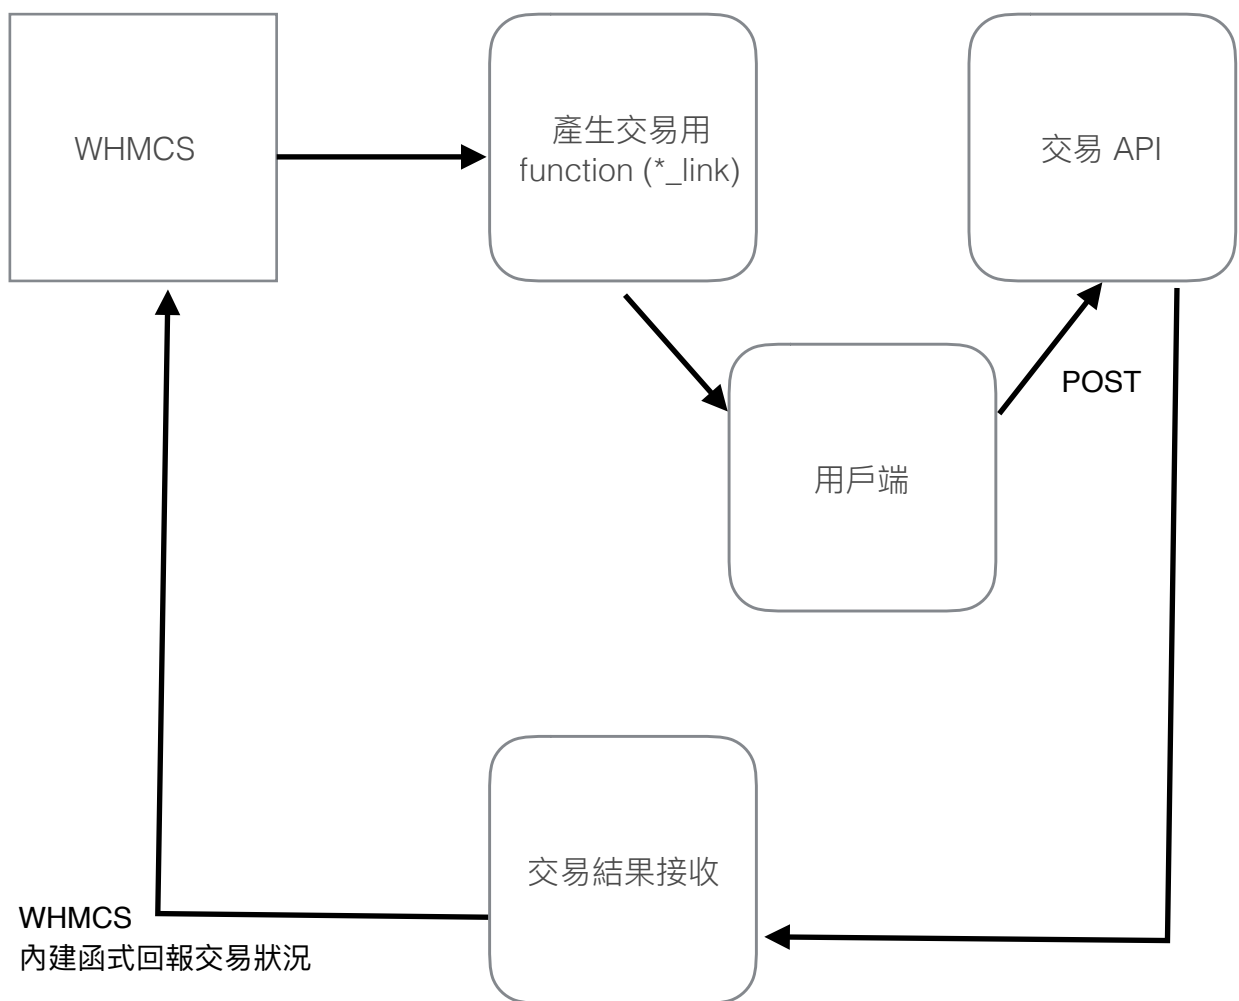 WHMCS
產生交易用
function (*_link)
交易 API
POST
用戶端
交易結果接收
WHMCS
內建函式回報交易狀況